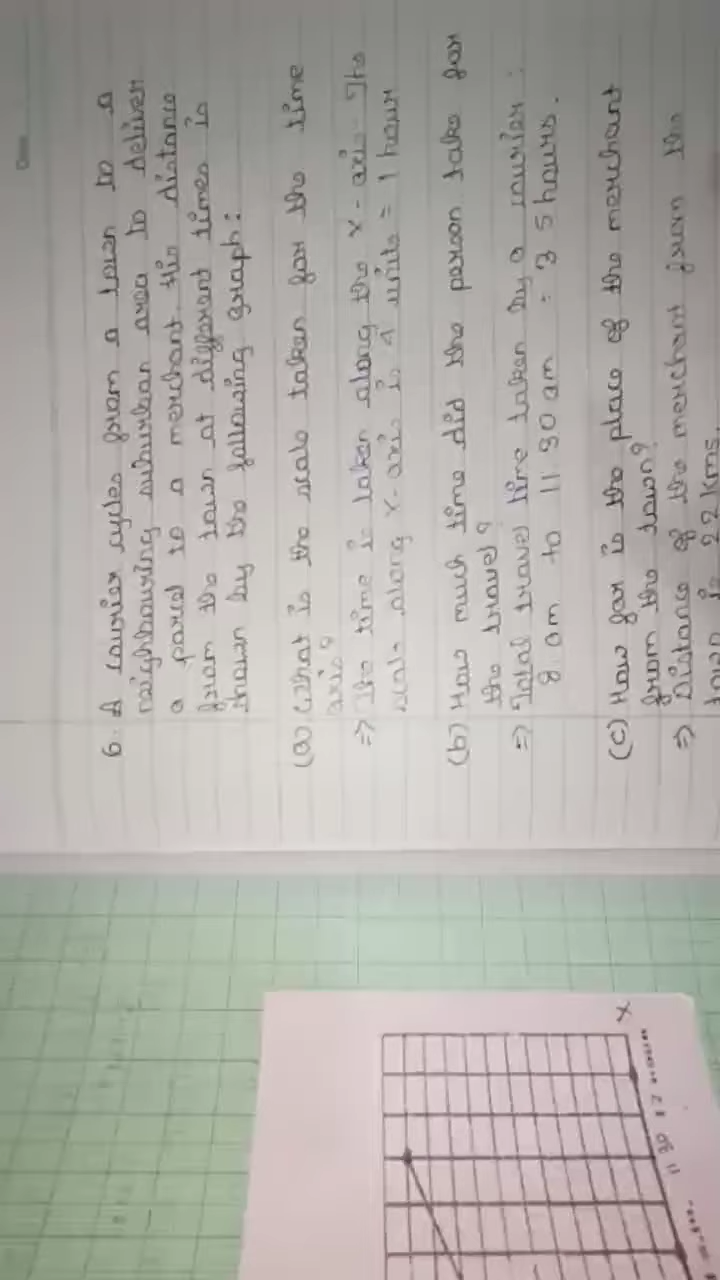 6. A courier cycles from a town to a
neighbouring suburban area to deliver
a parcel to a merchant. His distance
from the town at different times is
shown by the following graph:
(a) What is the scale taken for the time
axis?
⇒ The time is taken along the x-axis. The
scale along x-axis is 4 units = 1 hour
(b) How much time did the person take for
the travel?
⇒ Total travel time taken by a courier:
8 am to 11 30 am = 3 5 hours.
(c) How far is the place of the merchant
from the town?
⇒ Distance of the merchant from the
town is 22 kms.
X
11 30 12